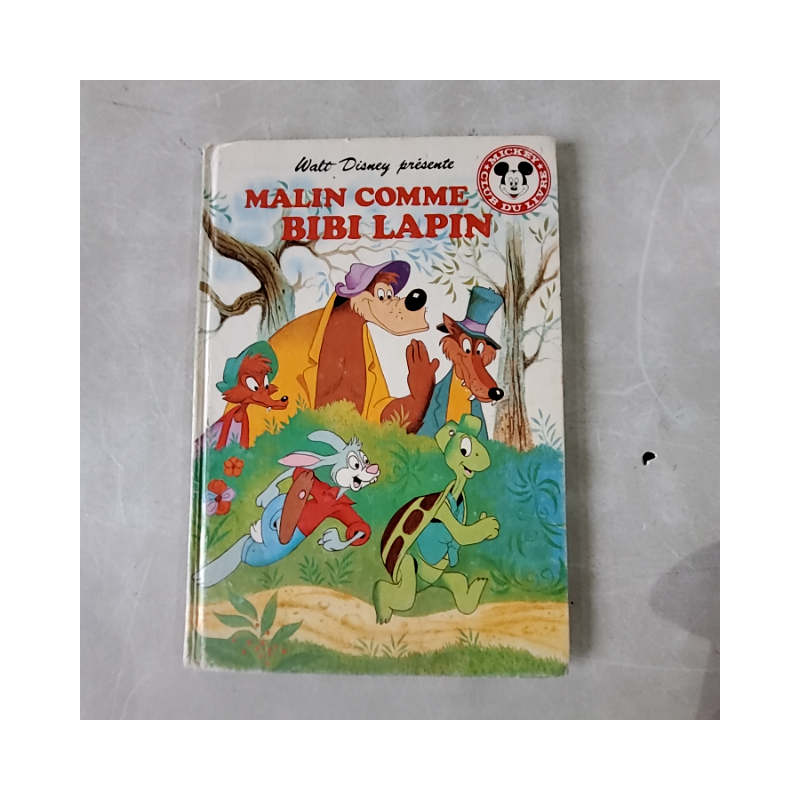 Walt Disney présente
MALIN COMME
BIBI LAPIN
MICKEY
CLUB DU LIVRE